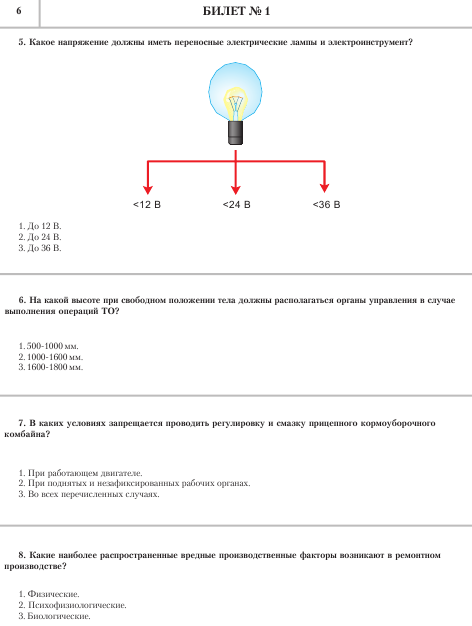 6
БИЛЕТ № 1
5. Какое напряжение должны иметь переносные электрические лампы и электроинструмент?
<12 В <24 В <36 В
1. До 12 В.
2. До 24 В.
3. До 36 В.
6. На какой высоте при свободном положении тела должны располагаться органы управления в случае
выполнения операций ТО?
1. 500-1000 мм.
2. 1000-1600 мм.
3. 1600-1800 мм.
7. В каких условиях запрещается проводить регулировку и смазку прицепного кормоуборочного
комбайна?
1. При работающем двигателе.
2. При поднятых и незафиксированных рабочих органах.
3. Во всех перечисленных случаях.
8. Какие наиболее распространенные вредные производственные факторы возникают в ремонтном
производстве?
1. Физические.
2. Психофизиологические.
3. Биологические.